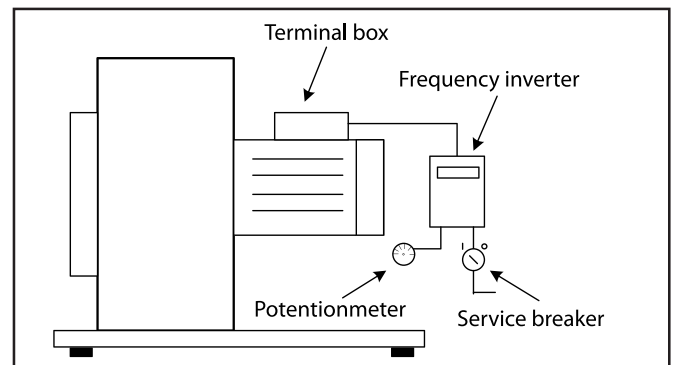 Terminal box
Frequency inverter
I O
Potentionmeter
Service breaker